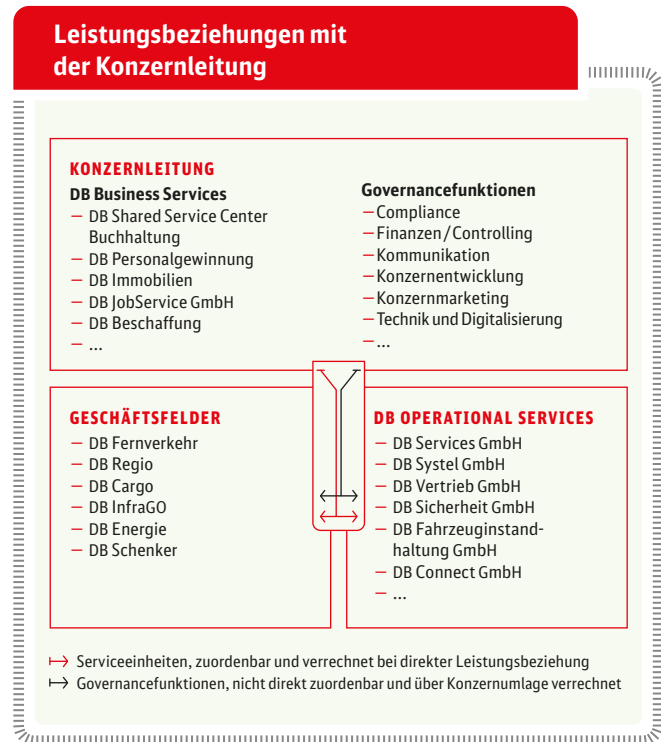 Leistungsbeziehungen mit
der Konzernleitung
KONZERNLEITUNG
DB Business Services
— DB Shared Service Center
Buchhaltung
— DB Personalgewinnung
— DB Immobilien
— DB JobService GmbH
— DB Beschaffung
— ...
Governancefunktionen
— Compliance
— Finanzen / Controlling
— Kommunikation
— Konzernentwicklung
— Konzernmarketing
— Technik und Digitalisierung
— ...
GESCHÄFTSFELDER
— DB Fernverkehr
— DB Regio
— DB Cargo
— DB InfraGO
— DB Energie
— DB Schenker
DB OPERATIONAL SERVICES
— DB Services GmbH
— DB Systel GmbH
— DB Vertrieb GmbH
— DB Sicherheit GmbH
— DB Fahrzeuginstand-
haltung GmbH
— DB Connect GmbH
— ...
Serviceeinheiten, zuordenbar und verrechnet bei direkter Leistungsbeziehung
Governancefunktionen, nicht direkt zuordenbar und über Konzernumlage verrechnet